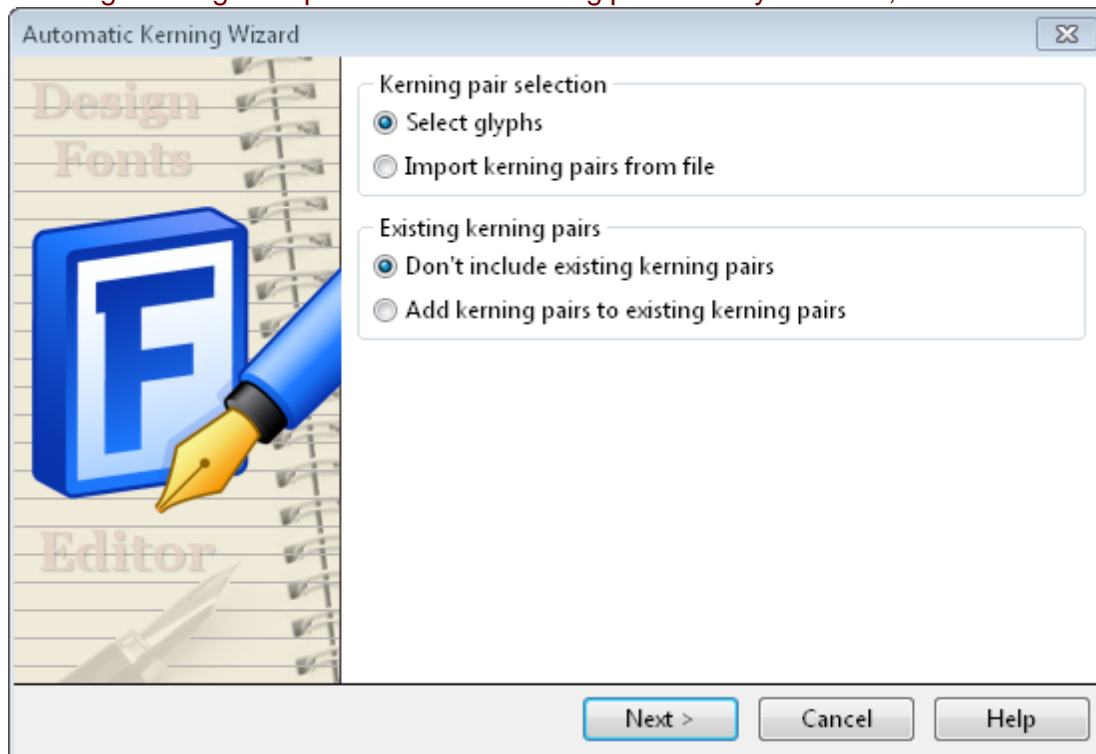 Automatic Kerning Wizard
Design
Fonts
F
Editor
Kerning pair selection
Select glyphs
Import kerning pairs from file
Existing kerning pairs
Don't include existing kerning pairs
Add kerning pairs to existing kerning pairs
Next >
Cancel
Help